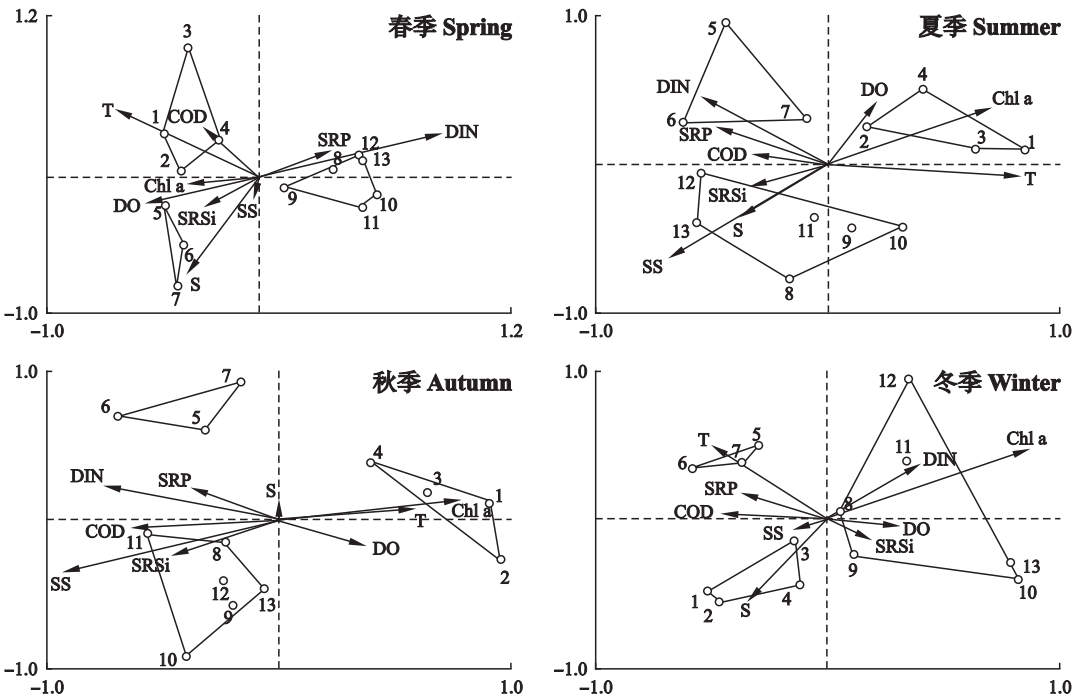 1.2
春季 Spring
3
T
1
COD
4
2
SRP
12
DIN
8
13
Chl a
9
10
DO
5
SRSi
SS
11
6
S
7
-1.0
-1.0
1.2
1.0
夏季 Summer
5
DIN
DO
4
Chl a
6
7
SRP
2
3
1
COD
12
T
SRSi
S
13
11
9
10
SS
8
-1.0
-1.0
1.0
1.0
秋季 Autumn
7
6
5
4
DIN
SRP
3
S
1
Chl a
T
COD
11
8
DO
SRSi
SS
2
12
13
9
10
-1.0
-1.0
1.0
1.0
冬季 Winter
12
5
T
7
11
Chl a
6
DIN
SRP
8
COD
DO
SS
SRSi
3
9
13
1
2
S
4
10
-1.0
-1.0
1.0